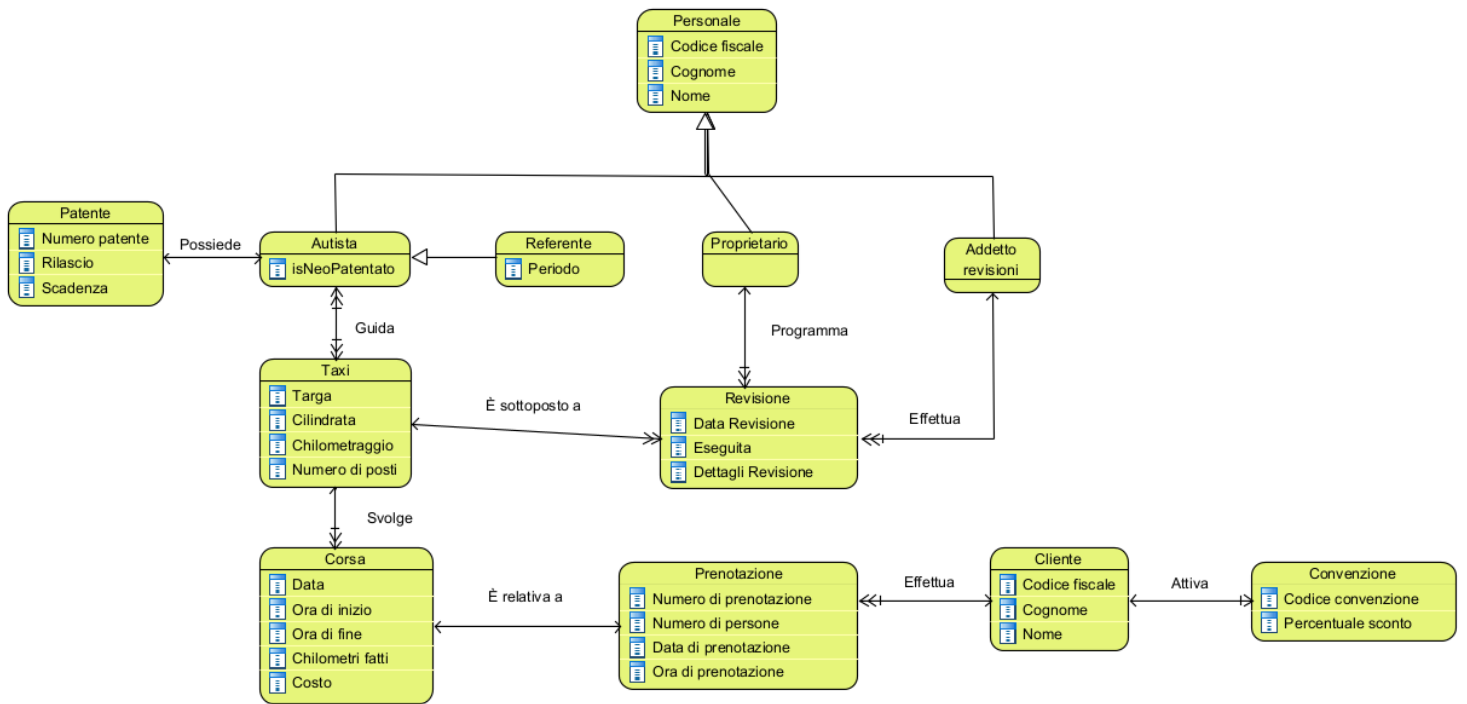 Personale
Codice fiscale
Cognome
Nome
Patente
Numero patente
Rilascio
Scadenza
Possiede
Autista
isNeoPatentato
Referente
Periodo
Proprietario
Addetto
revisioni
Guida
Programma
Taxi
Targa
Cilindrata
Chilometraggio
Numero di posti
È sottoposto a
Revisione
Data Revisione
Eseguita
Dettagli Revisione
Effettua
Svolge
Corsa
Data
Ora di inizio
Ora di fine
Chilometri fatti
Costo
È relativa a
Prenotazione
Numero di prenotazione
Numero di persone
Data di prenotazione
Ora di prenotazione
Effettua
Cliente
Codice fiscale
Cognome
Nome
Attiva
Convenzione
Codice convenzione
Percentuale sconto